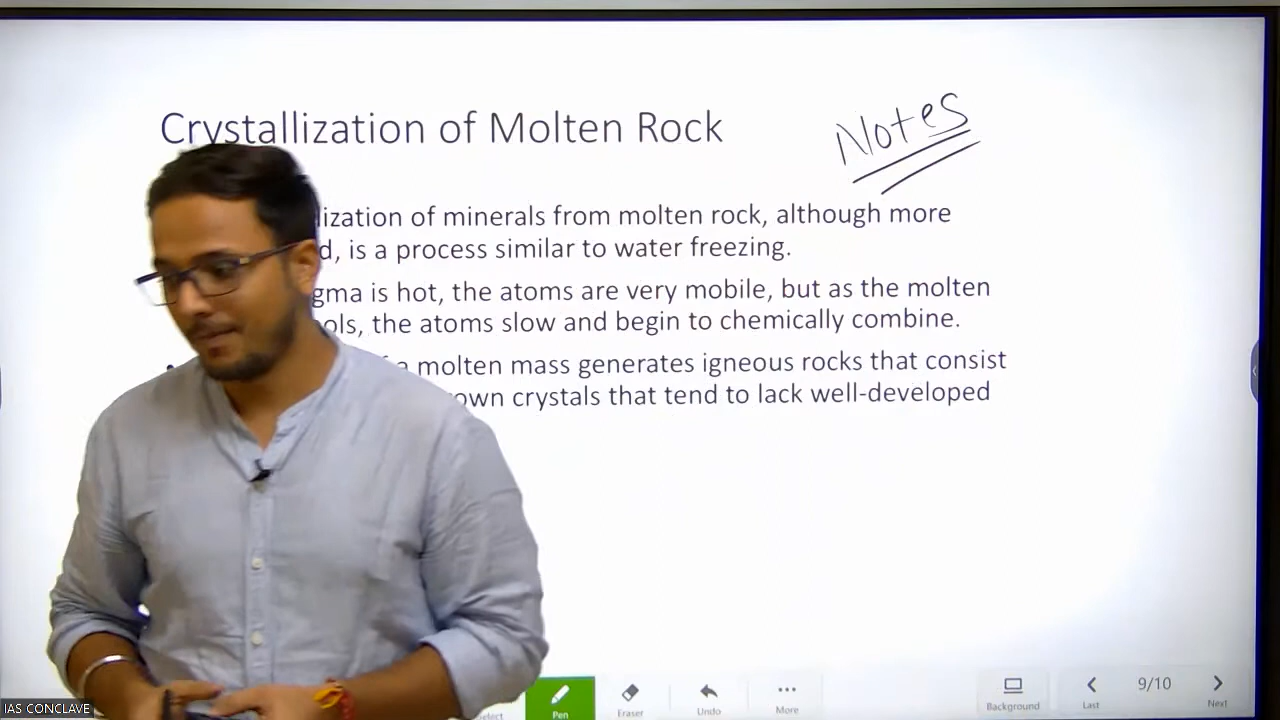 Crystallization of Molten Rock
Notes
lization of minerals from molten rock, although more
d, is a process similar to water freezing.
gma is hot, the atoms are very mobile, but as the molten
ols, the atoms slow and begin to chemically combine.
a molten mass generates igneous rocks that consist
own crystals that tend to lack well-developed
IAS CONCLAVE
elect
Pen
Eraser
Undo
More
Background
Last
9/10
Next